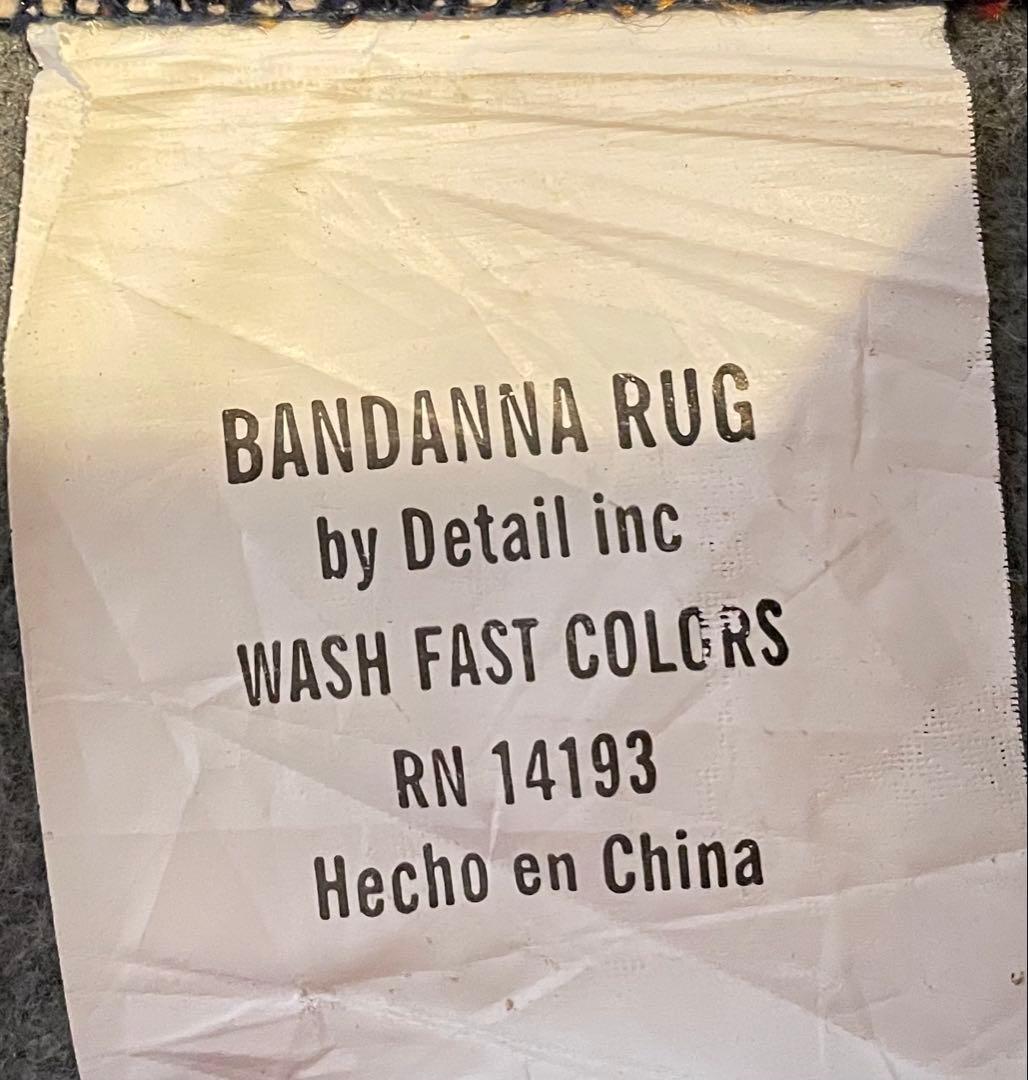 BANDANNA RUG
by Detail inc
WASH FAST COLORS
RN 14193
Hecho en China